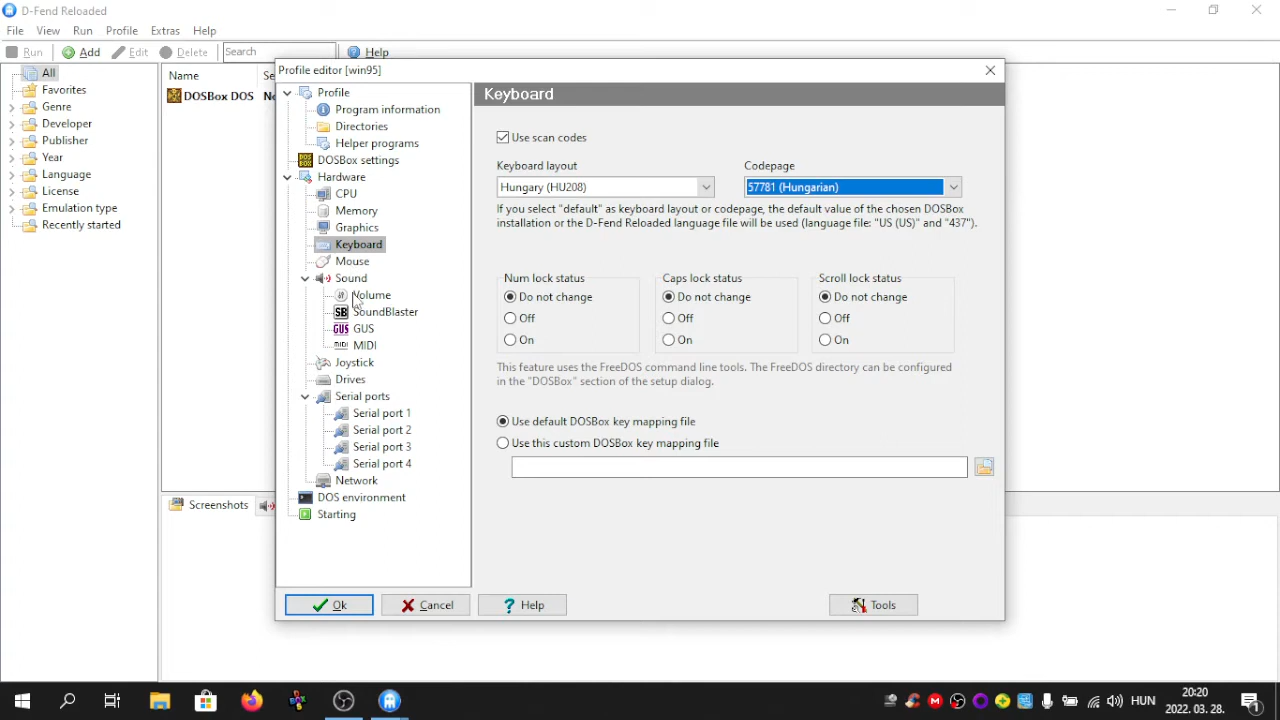 D-Fend Reloaded
File View Run Profile Extras Help
Run Add Edit Delete Search Help
All
Favorites
Genre
Developer
Publisher
Year
Language
License
Emulation type
Recently started
Name Se
DOSBox DOS No
Profile editor [win95]
Profile
Program information
Directories
Helper programs
DOSBox settings
Hardware
CPU
Memory
Graphics
Keyboard
Mouse
Sound
Volume
SB SoundBlaster
GUS GUS
MIDI MIDI
Joystick
Drives
Serial ports
Serial port 1
Serial port 2
Serial port 3
Serial port 4
Network
DOS environment
Starting
Keyboard
Use scan codes
Keyboard layout Codepage
Hungary (HU208) 57781 (Hungarian)
If you select "default" as keyboard layout or codepage, the default value of the chosen DOSBox
installation or the D-Fend Reloaded language file will be used (language file: "US (US)" and "437").
Num lock status Caps lock status Scroll lock status
Do not change Do not change Do not change
Off Off Off
On On On
This feature uses the FreeDOS command line tools. The FreeDOS directory can be configured
in the "DOSBox" section of the setup dialog.
Use default DOSBox key mapping file
Use this custom DOSBox key mapping file
Ok Cancel Help Tools
Screenshots
HUN
20:20
2022. 03. 28.
1